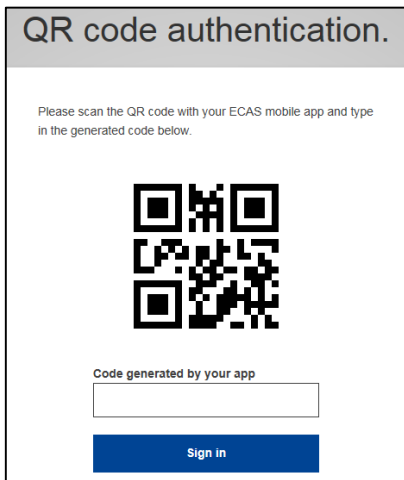 QR code authentication.
Please scan the QR code with your ECAS mobile app and type
in the generated code below.
Code generated by your app
Sign in